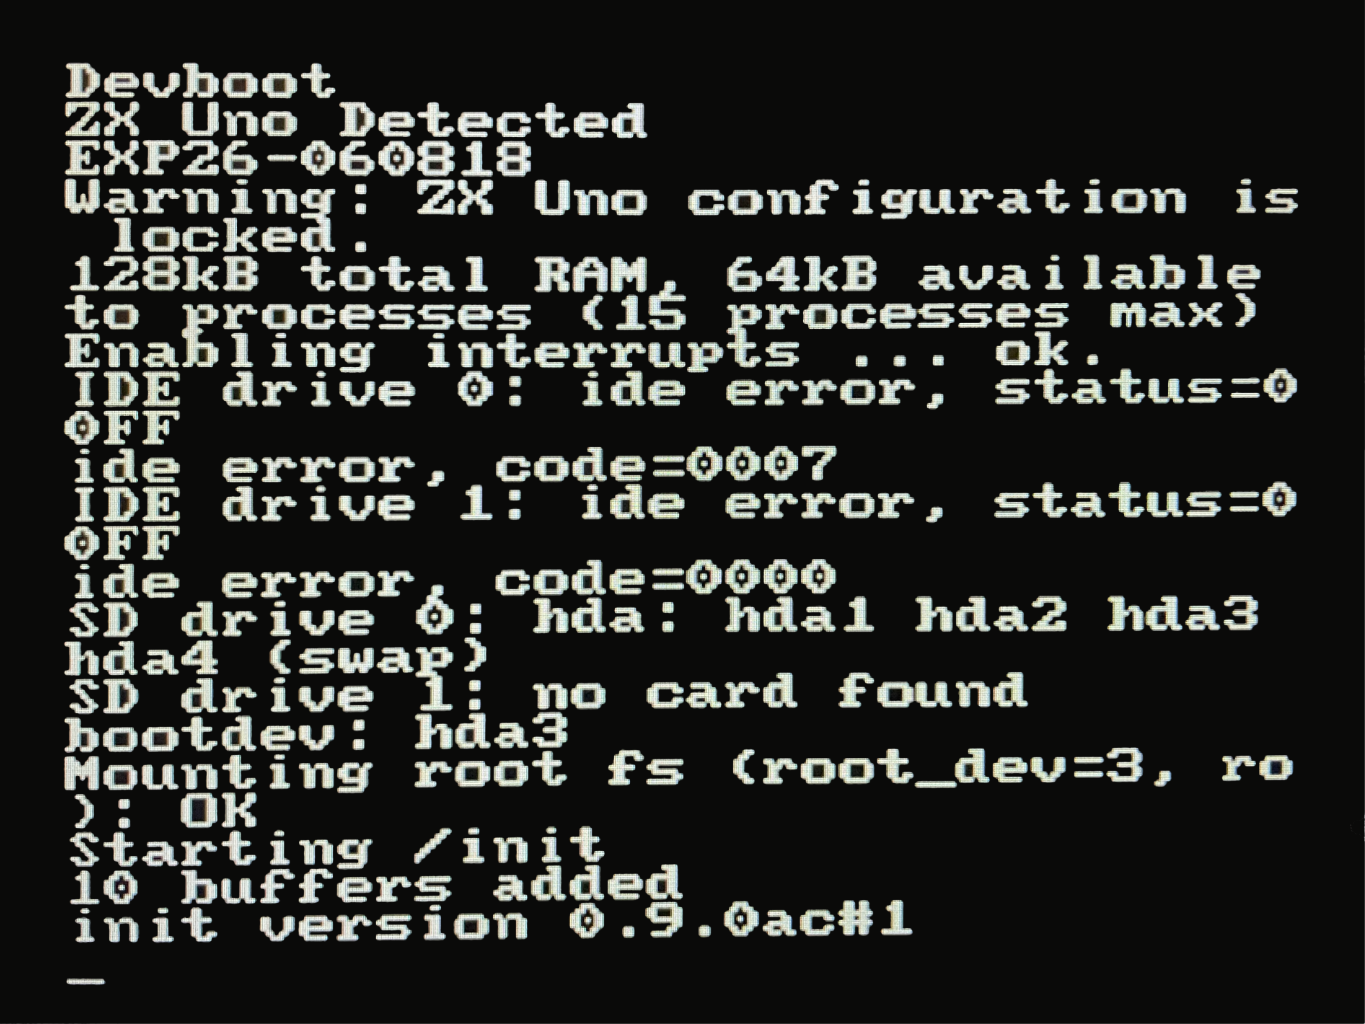 Devboot
ZX Uno Detected
EXP26-060818
Warning: ZX Uno configuration is
 locked.
128kB total RAM, 64kB available
to processes (15 processes max)
Enabling interrupts ... ok.
IDE drive 0: ide error, status=0
0FF
ide error, code=0007
IDE drive 1: ide error, status=0
0FF
ide error, code=0000
SD drive 0: hda: hda1 hda2 hda3
hda4 (swap)
SD drive 1: no card found
bootdev: hda3
Mounting root fs (root_dev=3, ro
): OK
Starting /init
10 buffers added
init version 0.9.0ac#1
_